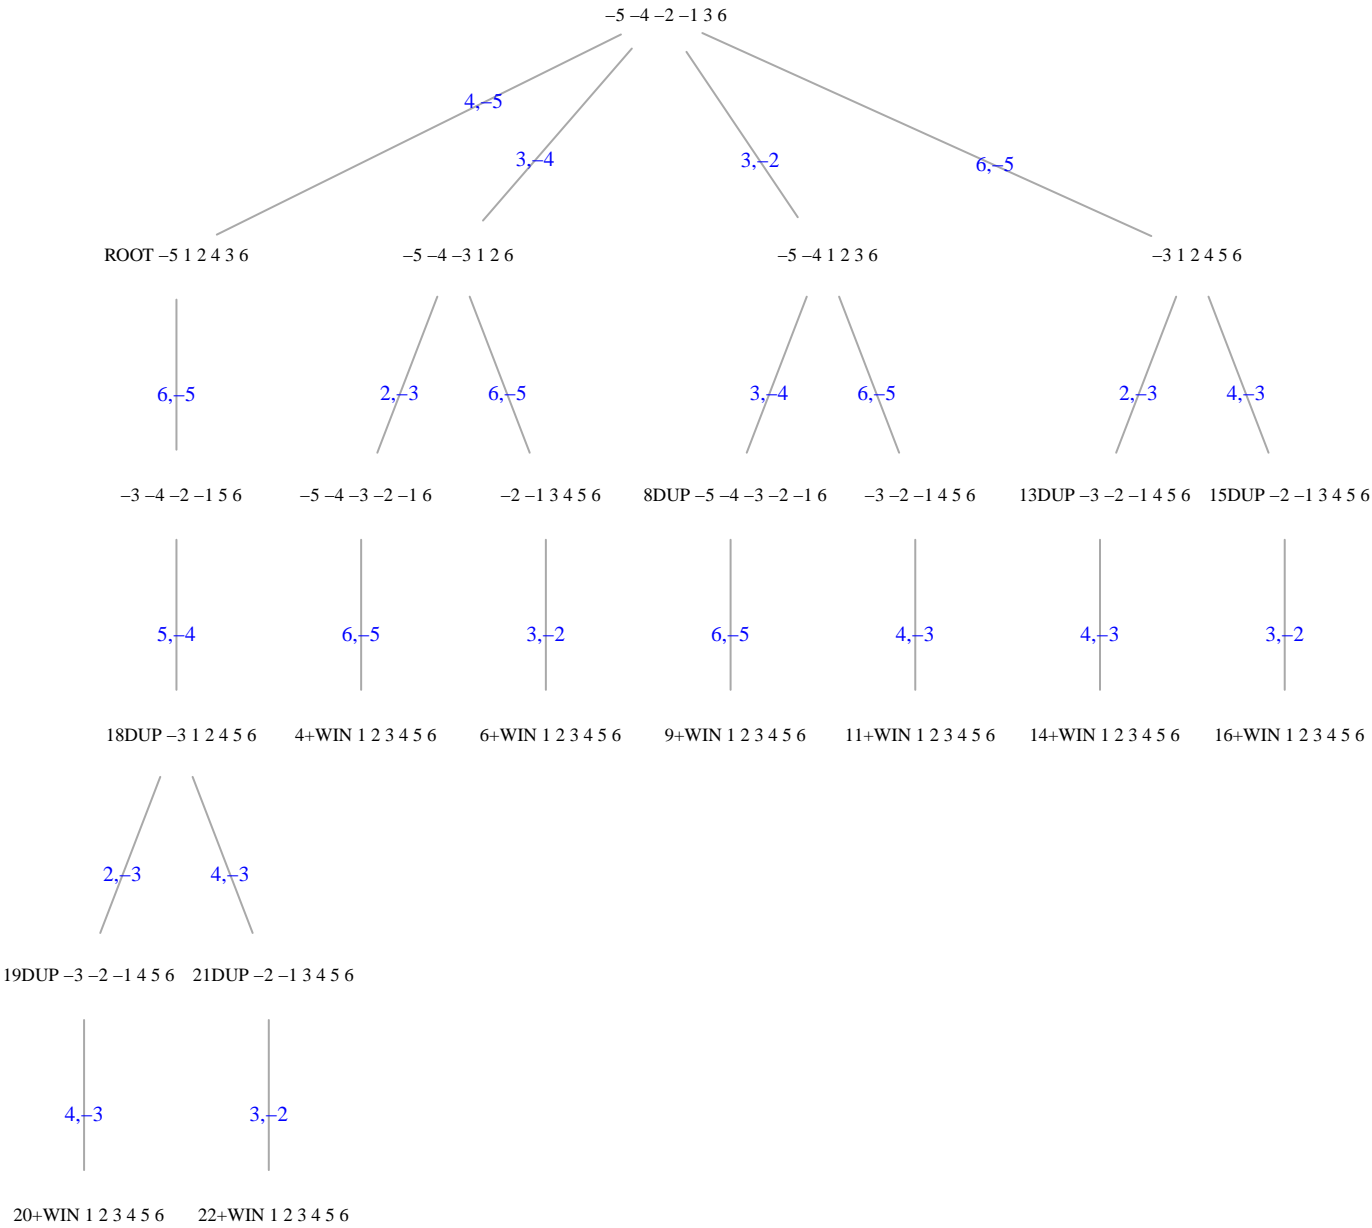 –5 –4 –2 –1 3 6
4,–5
3,–4
3,–2
6,–5
ROOT –5 1 2 4 3 6
–5 –4 –3 1 2 6
–5 –4 1 2 3 6
–3 1 2 4 5 6
6,–5
2,–3
6,–5
3,–4
6,–5
2,–3
4,–3
–3 –4 –2 –1 5 6
–5 –4 –3 –2 –1 6
–2 –1 3 4 5 6
8DUP –5 –4 –3 –2 –1 6
–3 –2 –1 4 5 6
13DUP –3 –2 –1 4 5 6
15DUP –2 –1 3 4 5 6
5,–4
6,–5
3,–2
6,–5
4,–3
4,–3
3,–2
18DUP –3 1 2 4 5 6
4+WIN 1 2 3 4 5 6
6+WIN 1 2 3 4 5 6
9+WIN 1 2 3 4 5 6
11+WIN 1 2 3 4 5 6
14+WIN 1 2 3 4 5 6
16+WIN 1 2 3 4 5 6
2,–3
4,–3
19DUP –3 –2 –1 4 5 6
21DUP –2 –1 3 4 5 6
4,–3
3,–2
20+WIN 1 2 3 4 5 6
22+WIN 1 2 3 4 5 6